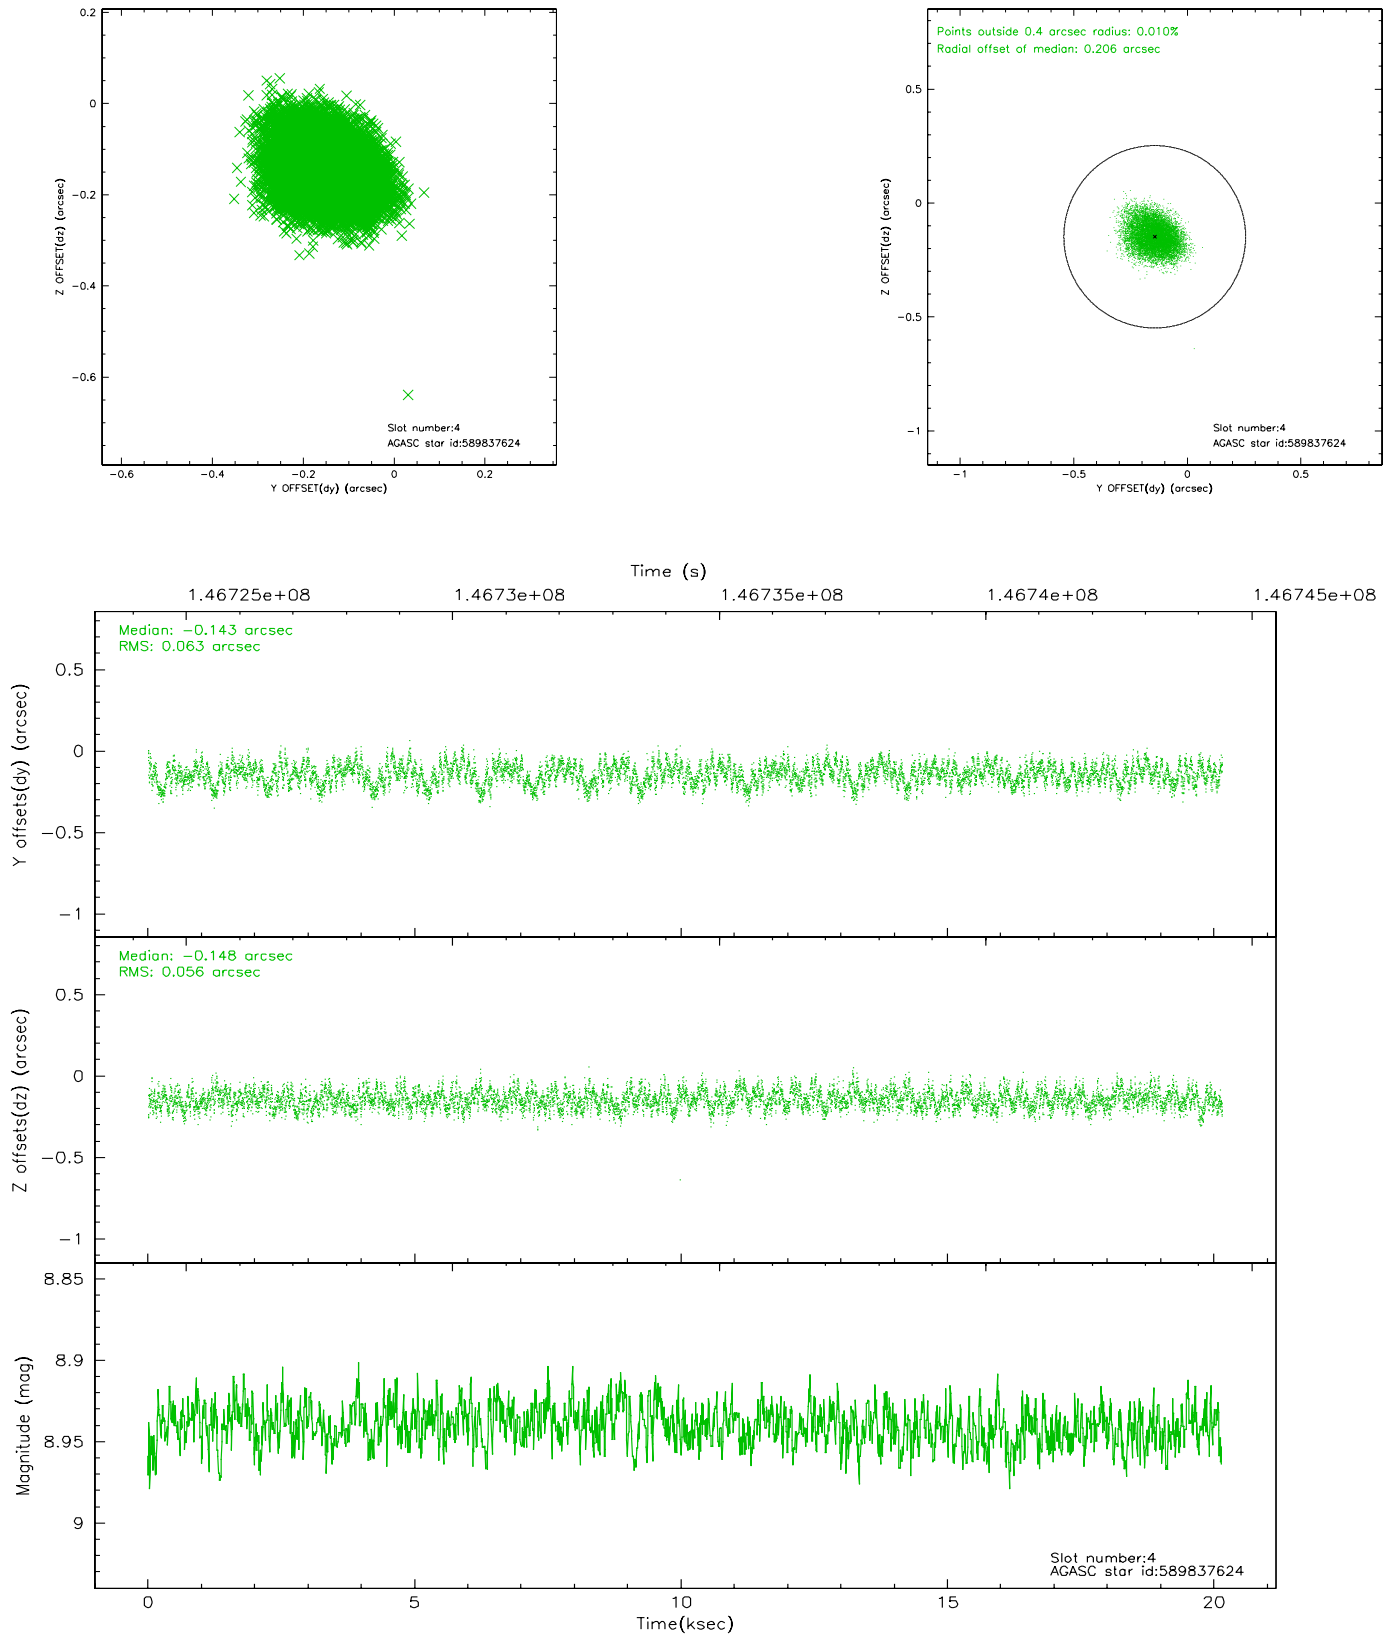 0.2
0
−0.2
−0.4
−0.6
Z OFFSET(dz) (arcsec)
Slot number:4
AGASC star id:589837624
−0.6 −0.4 −0.2 0 0.2
Y OFFSET(dy) (arcsec)
Points outside 0.4 arcsec radius: 0.010%
Radial offset of median: 0.206 arcsec
0.5
0
−0.5
−1
Z OFFSET(dz) (arcsec)
Slot number:4
AGASC star id:589837624
−1 −0.5 0 0.5
Y OFFSET(dy) (arcsec)
Time (s)
1.46725e+08 1.4673e+08 1.46735e+08 1.4674e+08 1.46745e+08
Median: −0.143 arcsec
RMS: 0.063 arcsec
0.5
0
−0.5
−1
Y offsets(dy) (arcsec)
Median: −0.148 arcsec
RMS: 0.056 arcsec
0.5
0
−0.5
−1
Z offsets(dz) (arcsec)
8.85
8.9
8.95
9
Magnitude (mag)
Slot number:4
AGASC star id:589837624
0 5 10 15 20
Time(ksec)